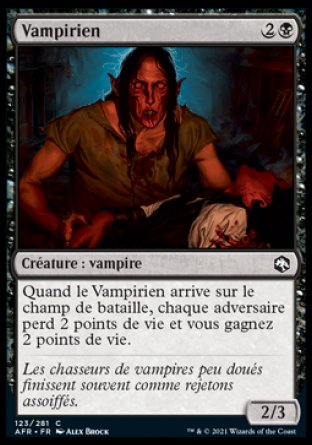 Vampirien 2
Créature : vampire
Quand le Vampirien arrive sur le
champ de bataille, chaque adversaire
perd 2 points de vie et vous gagnez
2 points de vie.
Les chasseurs de vampires peu doués
finissent souvent comme rejetons
assoiffés.
2/3
123/281 C
AFR • FR Alex Brock
™ & © 2021 Wizards of the Coast